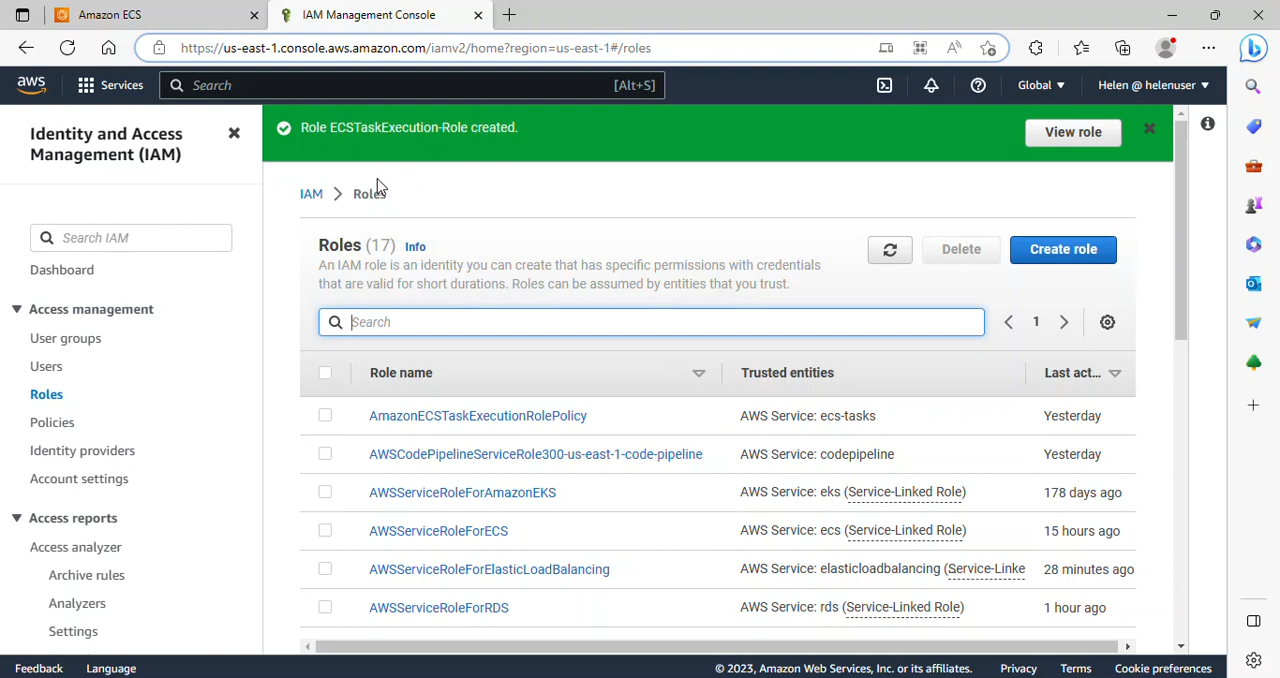 Amazon ECS
IAM Management Console
https://us-east-1.console.aws.amazon.com/iamv2/home?region=us-east-1#/roles
aws
Services
Search
[Alt+S]
Global
Helen @ helenuser
Identity and Access
Management (IAM)
Search IAM
Dashboard
Access management
User groups
Users
Roles
Policies
Identity providers
Account settings
Access reports
Access analyzer
Archive rules
Analyzers
Settings
Role ECSTaskExecution-Role created.
View role
IAM > Roles
Roles (17) Info
An IAM role is an identity you can create that has specific permissions with credentials
that are valid for short durations. Roles can be assumed by entities that you trust.
Delete
Create role
Search
1
Role name Trusted entities Last act...
AmazonECSTaskExecutionRolePolicy AWS Service: ecs-tasks Yesterday
AWSCodePipelineServiceRole300-us-east-1-code-pipeline AWS Service: codepipeline Yesterday
AWSServiceRoleForAmazonEKS AWS Service: eks (Service-Linked Role) 178 days ago
AWSServiceRoleForECS AWS Service: ecs (Service-Linked Role) 15 hours ago
AWSServiceRoleForElasticLoadBalancing AWS Service: elasticloadbalancing (Service-Linke 28 minutes ago
AWSServiceRoleForRDS AWS Service: rds (Service-Linked Role) 1 hour ago
Feedback Language © 2023, Amazon Web Services, Inc. or its affiliates. Privacy Terms Cookie preferences